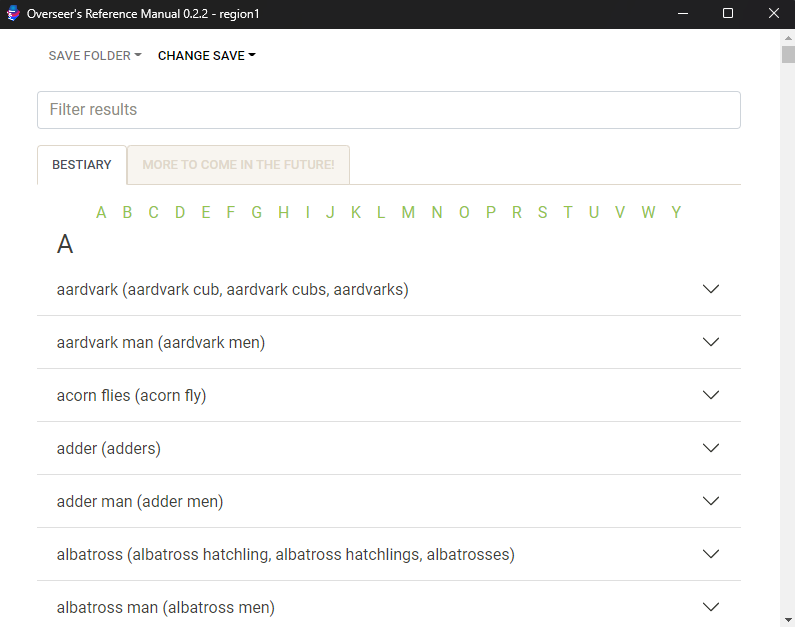 Overseer's Reference Manual 0.2.2 - region1
SAVE FOLDER CHANGE SAVE
Filter results
BESTIARY MORE TO COME IN THE FUTURE!
A B C D E F G H I J K L M N O P R S T U V W Y
A
aardvark (aardvark cub, aardvark cubs, aardvarks)
aardvark man (aardvark men)
acorn flies (acorn fly)
adder (adders)
adder man (adder men)
albatross (albatross hatchling, albatross hatchlings, albatrosses)
albatross man (albatross men)